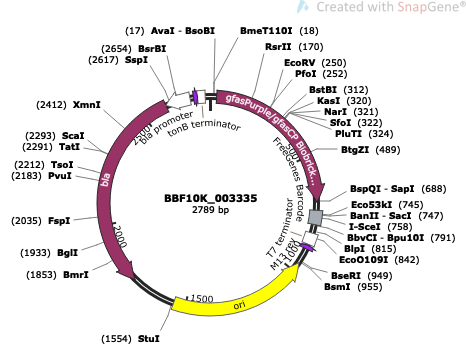 Created with SnapGene®
(17) AvaI - BsoBI
BmeT110I (18)
(2654) BsrBI
RsrII (170)
(2617) SspI
EcoRV (250)
PfoI (252)
BstBI (312)
(2412) XmnI
KasI (320)
NarI (321)
SfoI (322)
PluTI (324)
(2293) ScaI
(2291) TatI
BtgZI (489)
(2212) TsoI
(2183) PvuI
BspQI - SapI (688)
Eco53kI (745)
(2035) FspI
BanII - SacI (747)
I-SceI (758)
BbvCI - Bpu10I (791)
(1933) BglI
BlpI (815)
EcoO109I (842)
(1853) BmrI
BseRI (949)
BsmI (955)
(1554) StuI
BBF10K_003335
2789 bp
gfasPurple/gfasCP Biobrick...
FreeGenes Barcode
T7 terminator
M13 rev
ori
bla
bla promoter
tonB terminator
500
1000
1500
2000
2500